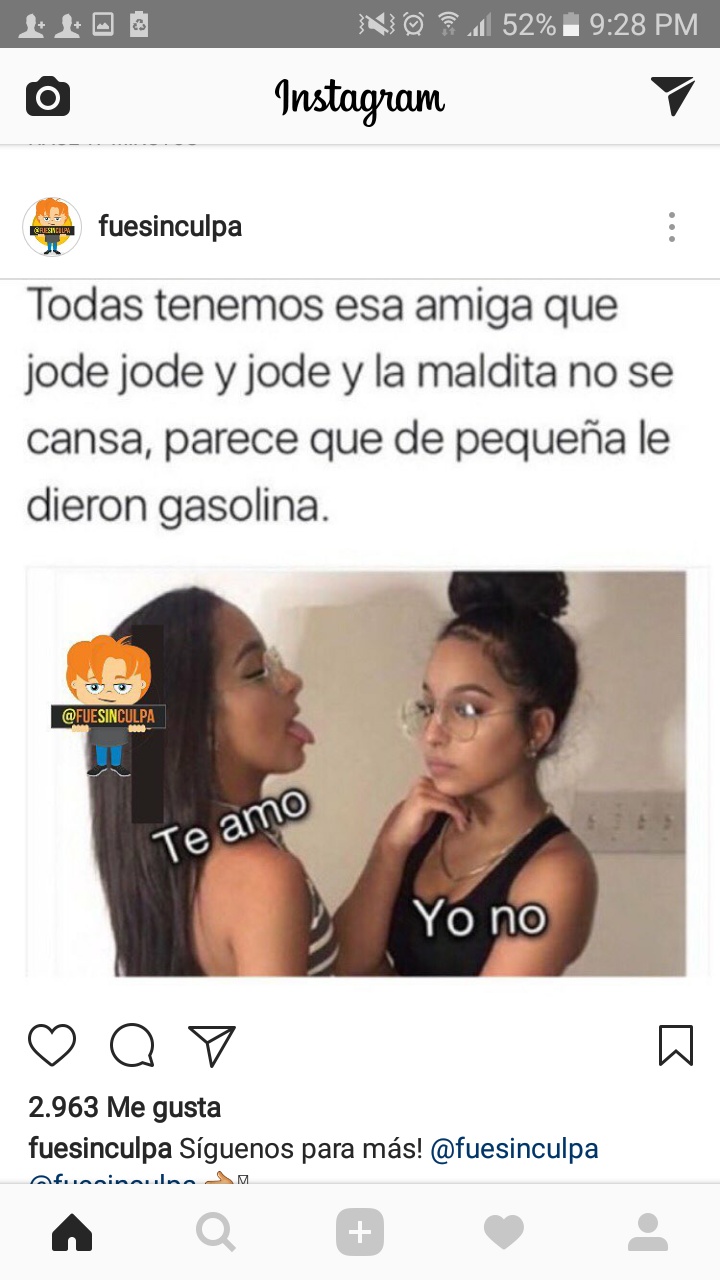 52% 9:28 PM
Instagram
fuesinculpa
@FUESINCULPA
Todas tenemos esa amiga que
jode jode y jode y la maldita no se
cansa, parece que de pequeña le
dieron gasolina.
@FUESINCULPA
Te amo
Yo no
2.963 Me gusta
fuesinculpa Síguenos para más! @fuesinculpa
@fuesinculpa